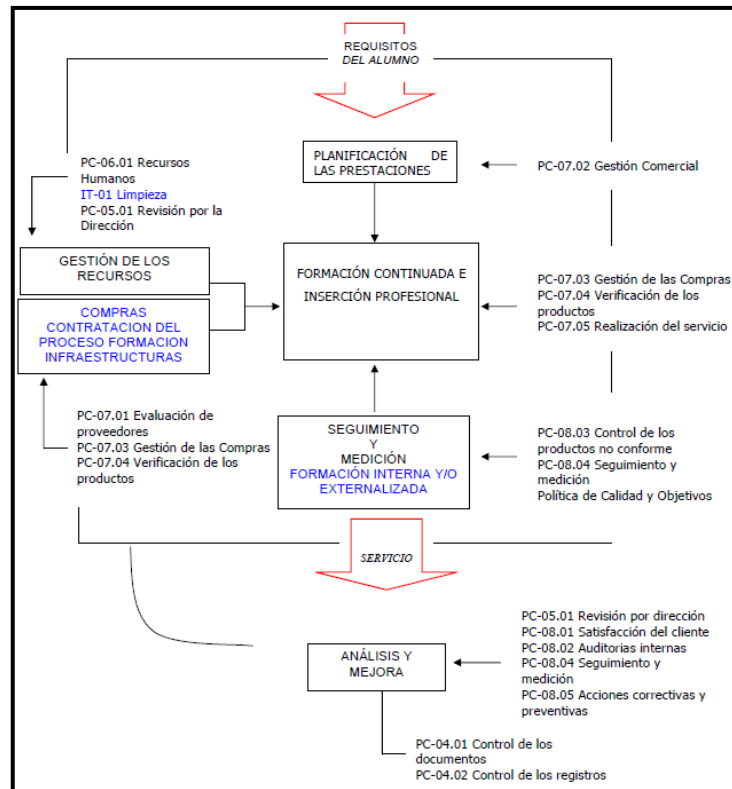 REQUISITOS
DEL ALUMNO
PC-06.01 Recursos
Humanos
IT-01 Limpieza
PC-05.01 Revisión por la
Dirección
PLANIFICACIÓN DE
LAS PRESTACIONES
PC-07.02 Gestión Comercial
GESTIÓN DE LOS
RECURSOS
COMPRAS
CONTRATACION DEL
PROCESO FORMACION
INFRAESTRUCTURAS
FORMACIÓN CONTINUADA E
INSERCIÓN PROFESIONAL
PC-07.03 Gestión de las Compras
PC-07.04 Verificación de los
productos
PC-07.05 Realización del servicio
PC-07.01 Evaluación de
proveedores
PC-07.03 Gestión de las Compras
PC-07.04 Verificación de los
productos
SEGUIMIENTO
Y
MEDICIÓN
FORMACIÓN INTERNA Y/O
EXTERNALIZADA
PC-08.03 Control de los
productos no conforme
PC-08.04 Seguimiento y
medición
Política de Calidad y Objetivos
SERVICIO
ANÁLISIS Y
MEJORA
PC-05.01 Revisión por dirección
PC-08.01 Satisfacción del cliente
PC-08.02 Auditorias internas
PC-08.04 Seguimiento y
medición
PC-08.05 Acciones correctivas y
preventivas
PC-04.01 Control de los
documentos
PC-04.02 Control de los registros